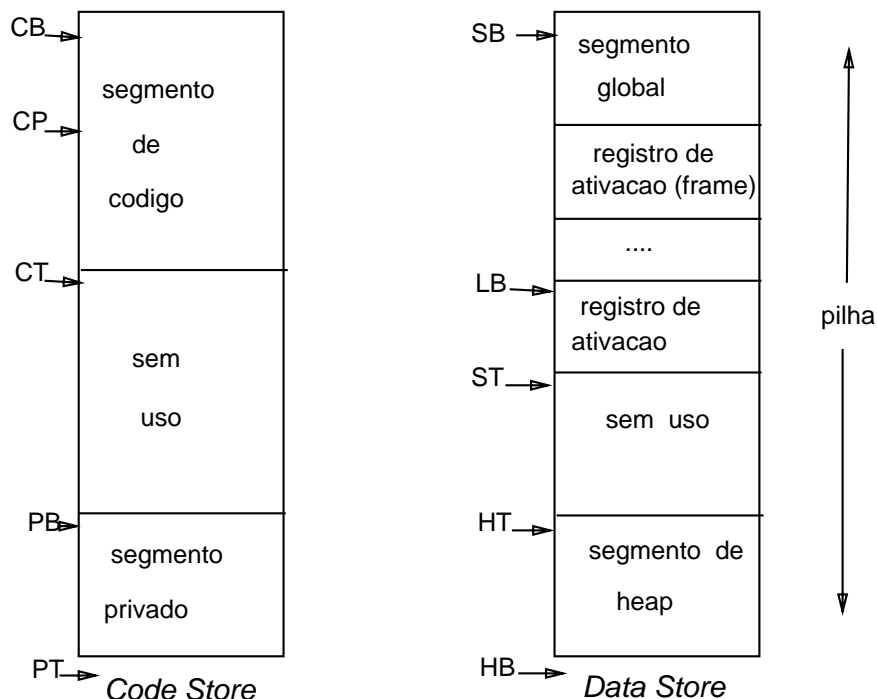 CB
segmento
CP
de
codigo
CT
sem
uso
PB
segmento
privado
PT
Code Store
SB
segmento
global
registro de
ativacao (frame)
....
LB
registro de
ativacao
pilha
ST
sem uso
HT
segmento de
heap
HB
Data Store